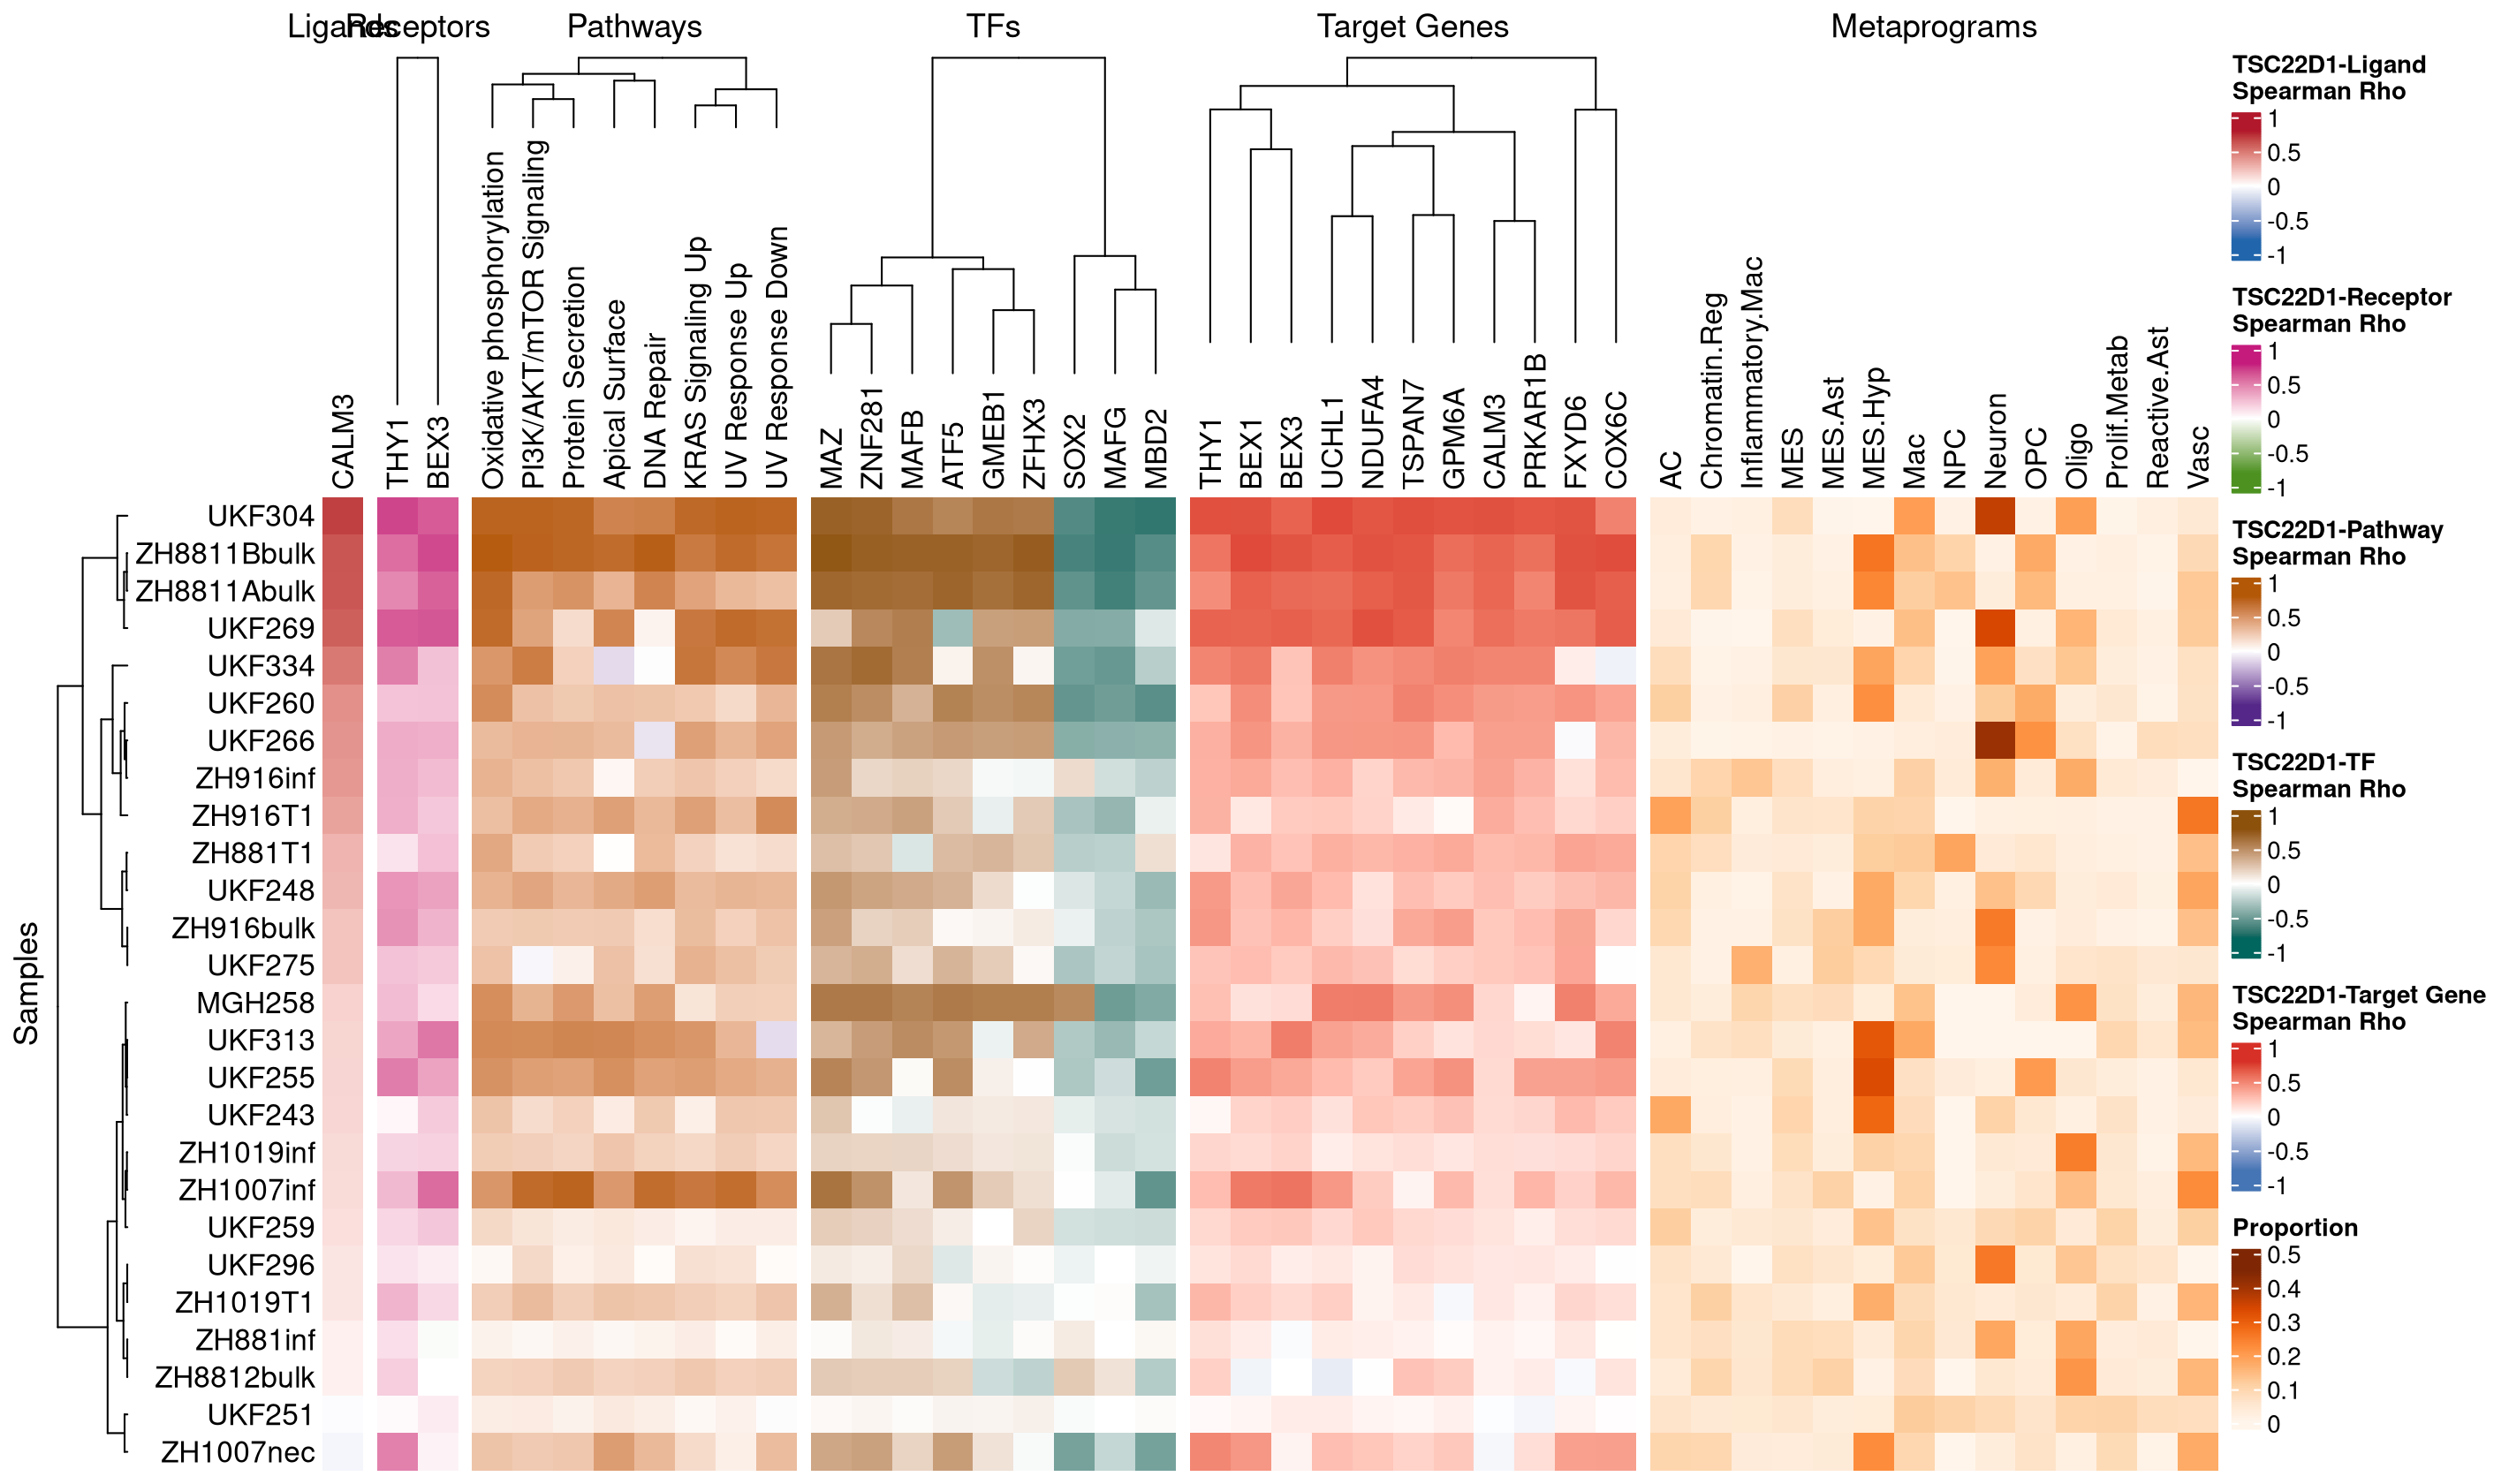 Ligands Receptors Pathways TFs Target Genes Metaprograms
CALM3
THY1
BEX3
Oxidative phosphorylation
PI3K/AKT/mTOR Signaling
Protein Secretion
Apical Surface
DNA Repair
KRAS Signaling Up
UV Response Up
UV Response Down
MAZ
ZNF281
MAFB
ATF5
GMEB1
ZFHX3
SOX2
MAFG
MBD2
THY1
BEX1
BEX3
UCHL1
NDUFA4
TSPAN7
GPM6A
CALM3
PRKAR1B
FXYD6
COX6C
AC
Chromatin.Reg
Inflammatory.Mac
MES
MES.Ast
MES.Hyp
Mac
NPC
Neuron
OPC
Oligo
Prolif.Metab
Reactive.Ast
Vasc
Samples
UKF304
ZH8811Bbulk
ZH8811Abulk
UKF269
UKF334
UKF260
UKF266
ZH916inf
ZH916T1
ZH881T1
UKF248
ZH916bulk
UKF275
MGH258
UKF313
UKF255
UKF243
ZH1019inf
ZH1007inf
UKF259
UKF296
ZH1019T1
ZH881inf
ZH8812bulk
UKF251
ZH1007nec
TSC22D1-Ligand
Spearman Rho
1
0.5
0
-0.5
-1
TSC22D1-Receptor
Spearman Rho
1
0.5
0
-0.5
-1
TSC22D1-Pathway
Spearman Rho
1
0.5
0
-0.5
-1
TSC22D1-TF
Spearman Rho
1
0.5
0
-0.5
-1
TSC22D1-Target Gene
Spearman Rho
1
0.5
0
-0.5
-1
Proportion
0.5
0.4
0.3
0.2
0.1
0